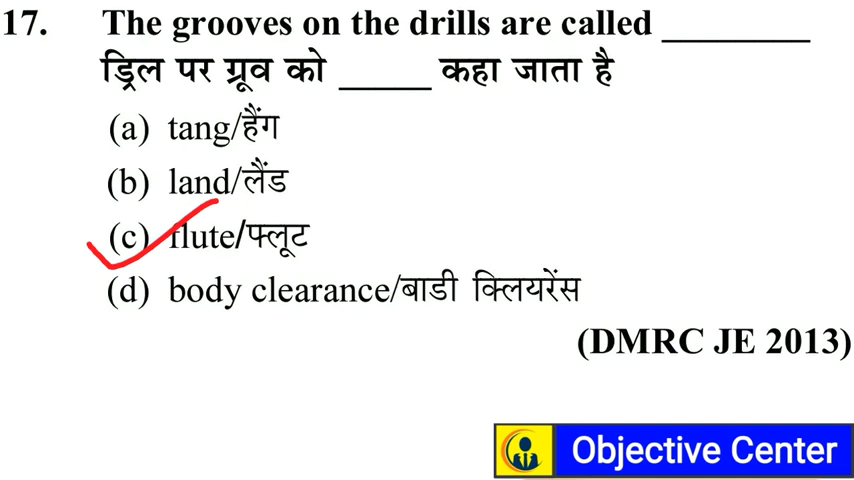 17. The grooves on the drills are called ________
ड्रिल पर ग्रूव को _____ कहा जाता है
(a) tang/हैंग
(b) land/लैंड
(c) flute/फ्लूट
(d) body clearance/बाडी क्लियरेंस
(DMRC JE 2013)
Objective Center